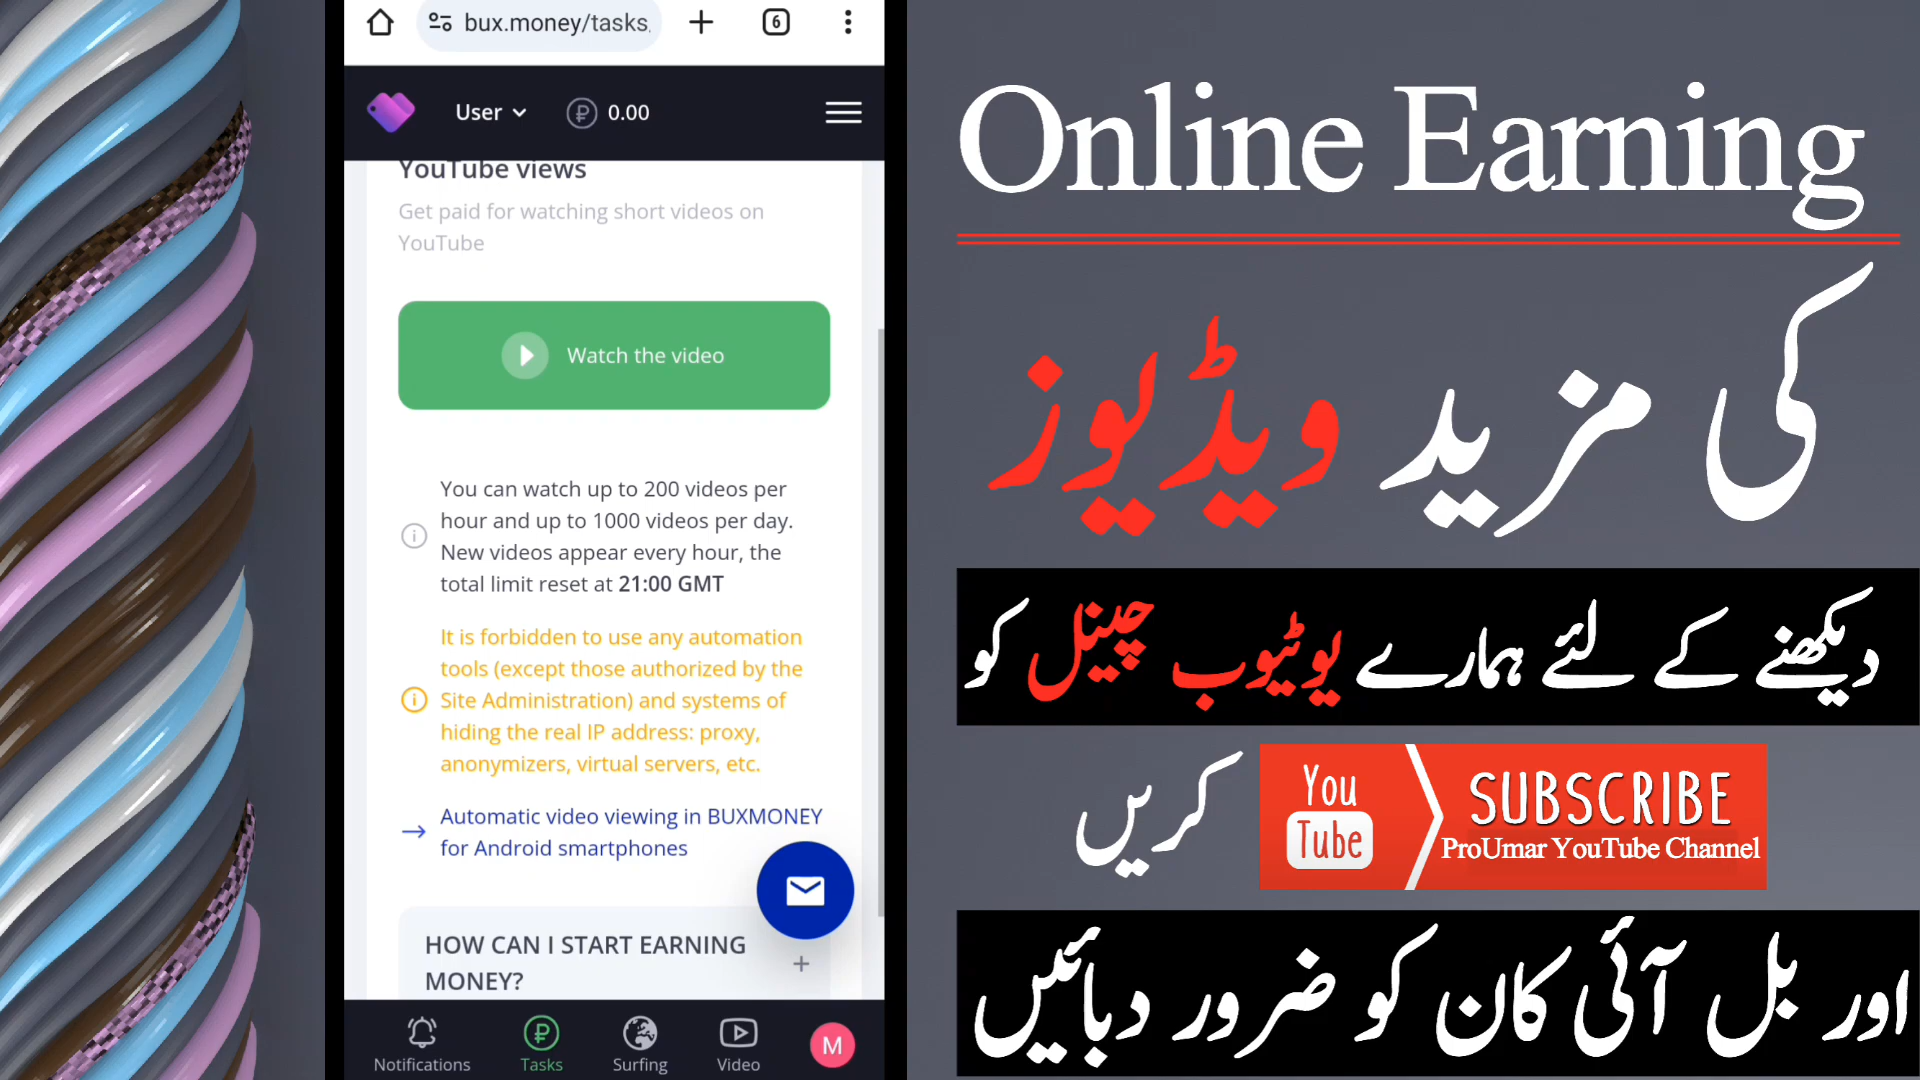 bux.money/tasks
6
User
0.00
YouTube views
Get paid for watching short videos on
YouTube
Watch the video
You can watch up to 200 videos per
hour and up to 1000 videos per day.
New videos appear every hour, the
total limit reset at 21:00 GMT
It is forbidden to use any automation
tools (except those authorized by the
Site Administration) and systems of
hiding the real IP address: proxy,
anonymizers, virtual servers, etc.
Automatic video viewing in BUXMONEY
for Android smartphones
HOW CAN I START EARNING
MONEY?
Notifications
Tasks
Surfing
Video
M
Online Earning
کی مزید ویڈیوز
دیکھنے کے لئے ہمارے یوٹیوب چینل کو
You
Tube
SUBSCRIBE
ProUmar YouTube Channel
کریں
اور بل آئی کان کو ضرور دبائیں